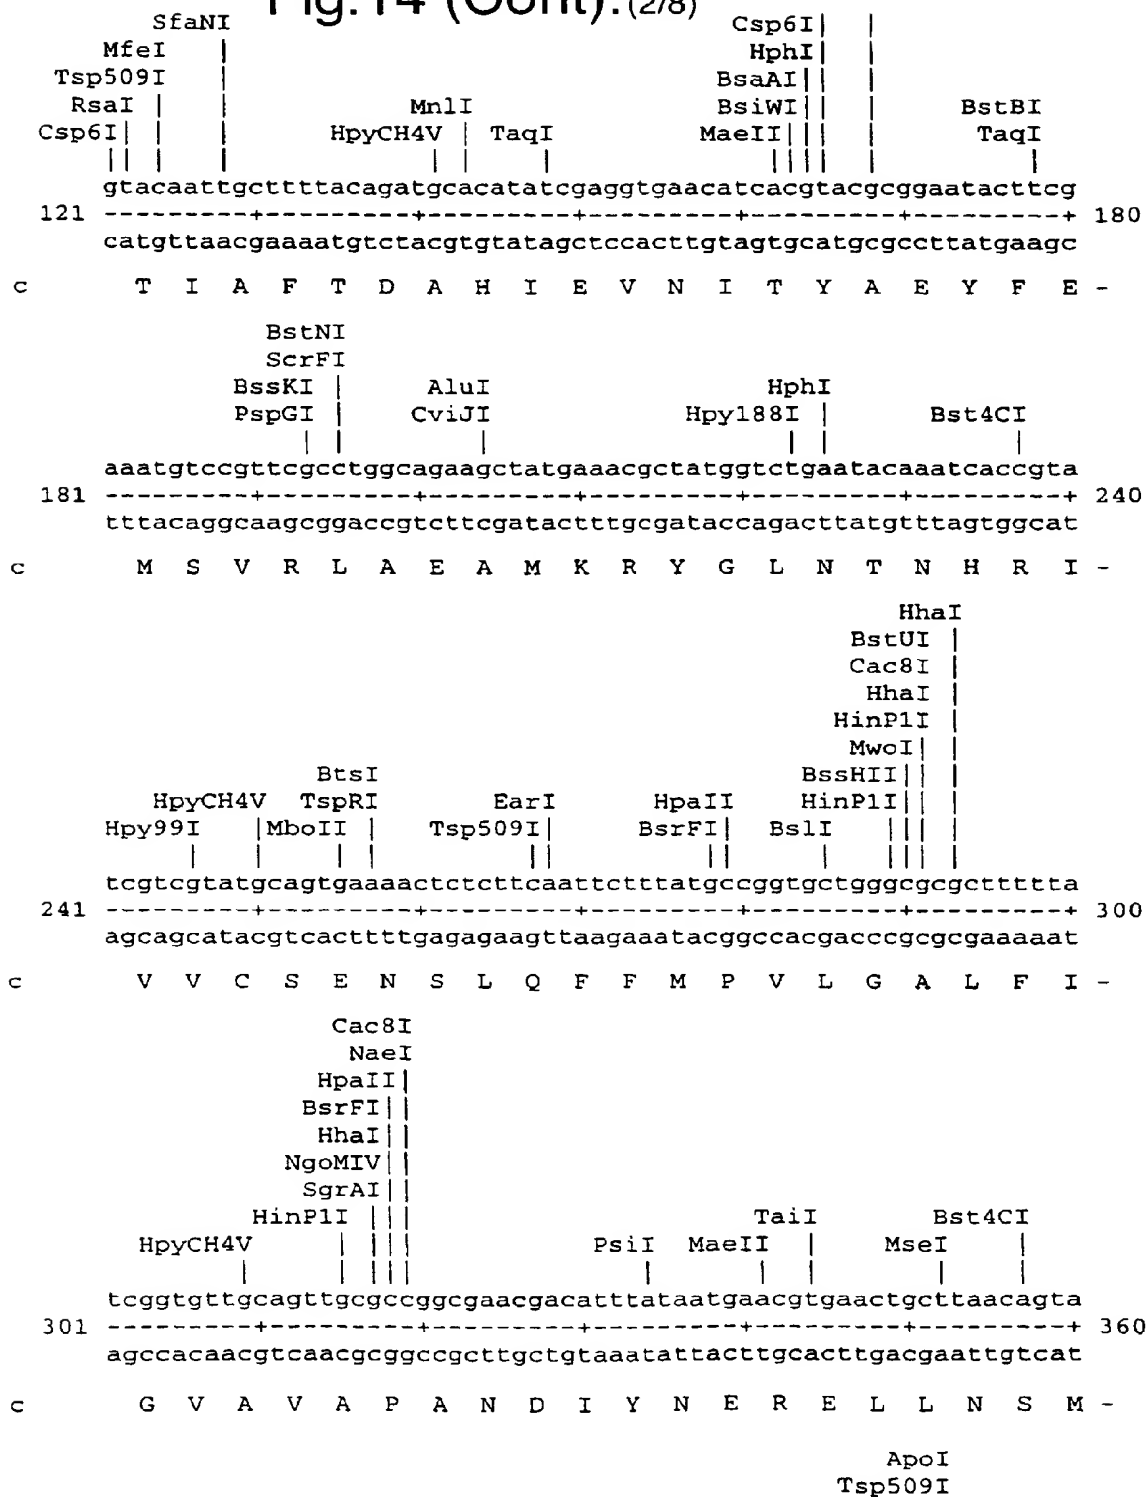 Fig.14 (Cont).(2/8)
SfaNI Csp6I| |
MfeI | HphI| |
Tsp509I | BsaAI|| |
RsaI | | MnlI BsiWI|| | BstBI
Csp6I| | | HpyCH4V | TaqI MaeII||| | TaqI
|| | | | | | |||| | |
gtacaattgcttttacagatgcacatatcgaggtgaacatcacgtacgcggaatacttcg
121 ---------+---------+---------+---------+---------+---------+ 180
catgttaacgaaaatgtctacgtgtatagctccacttgtagtgcatgcgccttatgaagc
c T I A F T D A H I E V N I T Y A E Y F E -
BstNI
ScrFI
BssKI | AluI HphI
PspGI | CviJI Hpy188I | Bst4CI
| | | | | |
aaatgtccgttcgcctggcagaagctatgaaacgctatggtctgaatacaaatcaccgta
181 ---------+---------+---------+---------+---------+---------+ 240
tttacaggcaagcggaccgtcttcgatactttgcgataccagacttatgtttagtggcat
c M S V R L A E A M K R Y G L N T N H R I -
HhaI
BstUI |
Cac8I |
HhaI |
HinP1I |
MwoI| |
BtsI BssHII|| |
HpyCH4V TspRI EarI HpaII HinP1I|| |
Hpy99I |MboII | Tsp509I| BsrFI| BslI ||| |
| | | | || || | |||| 
tcgtcgtatgcagtgaaaactctcttcaattctttatgccggtgctgggcgcgcttttta
241 ---------+---------+---------+---------+---------+---------+ 300
agcagcatacgtcacttttgagagaagttaagaaatacggccacgacccgcgcgaaaaat
c V V C S E N S L Q F F M P V L G A L F I -
Cac8I
NaeI
HpaII|
BsrFI||
HhaI||
NgoMIV||
SgrAI||
HinP1I ||| TaiI Bst4CI
HpyCH4V | ||| PsiI MaeII | MseI |
| | ||| | | | | |
tcggtgttgcagttgcgccggcgaacgacatttataatgaacgtgaactgcttaacagta
301 ---------+---------+---------+---------+---------+---------+ 360
agccacaacgtcaacgcggccgcttgctgtaaatattacttgcacttgacgaattgtcat
c G V A V A P A N D I Y N E R E L L N S M -
ApoI
Tsp509I